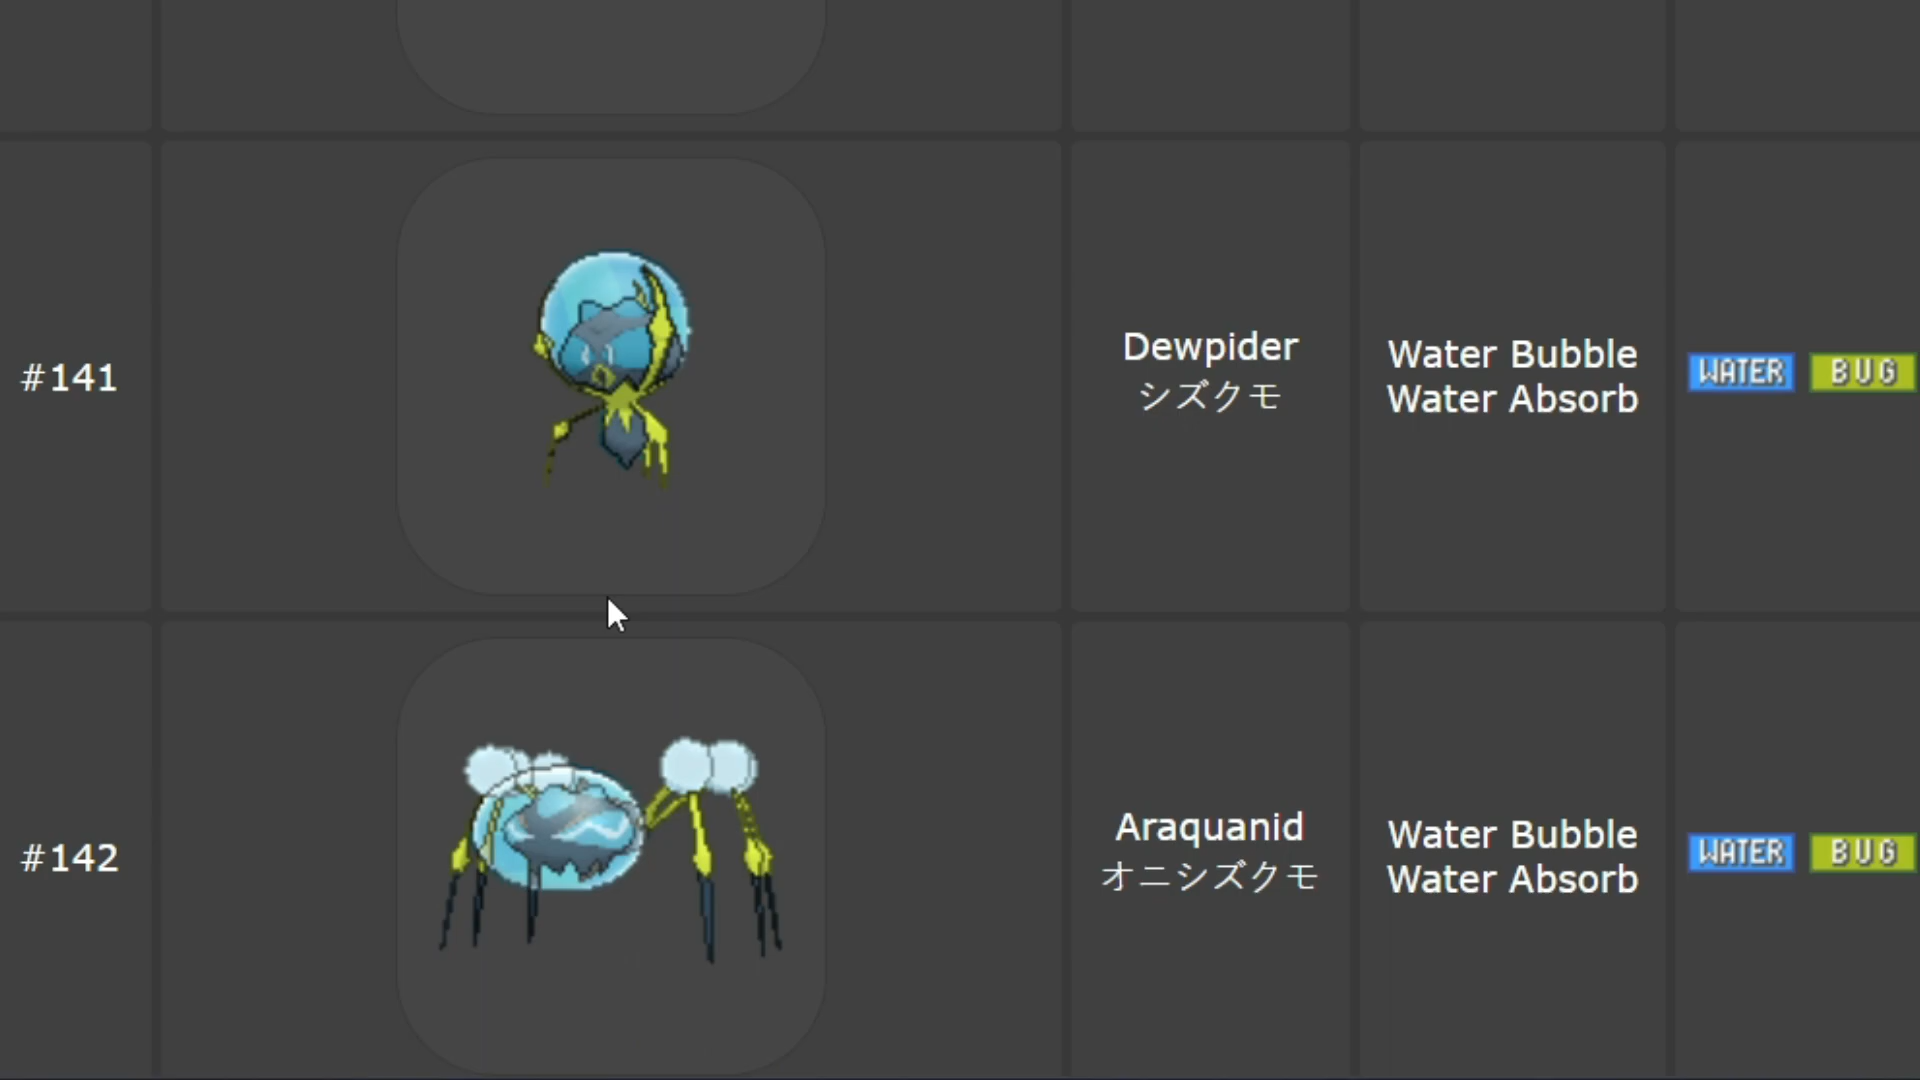 #141
Dewpider
シズクモ
Water Bubble
Water Absorb
WATER BUG
#142
Araquanid
オニシズクモ
Water Bubble
Water Absorb
WATER BUG